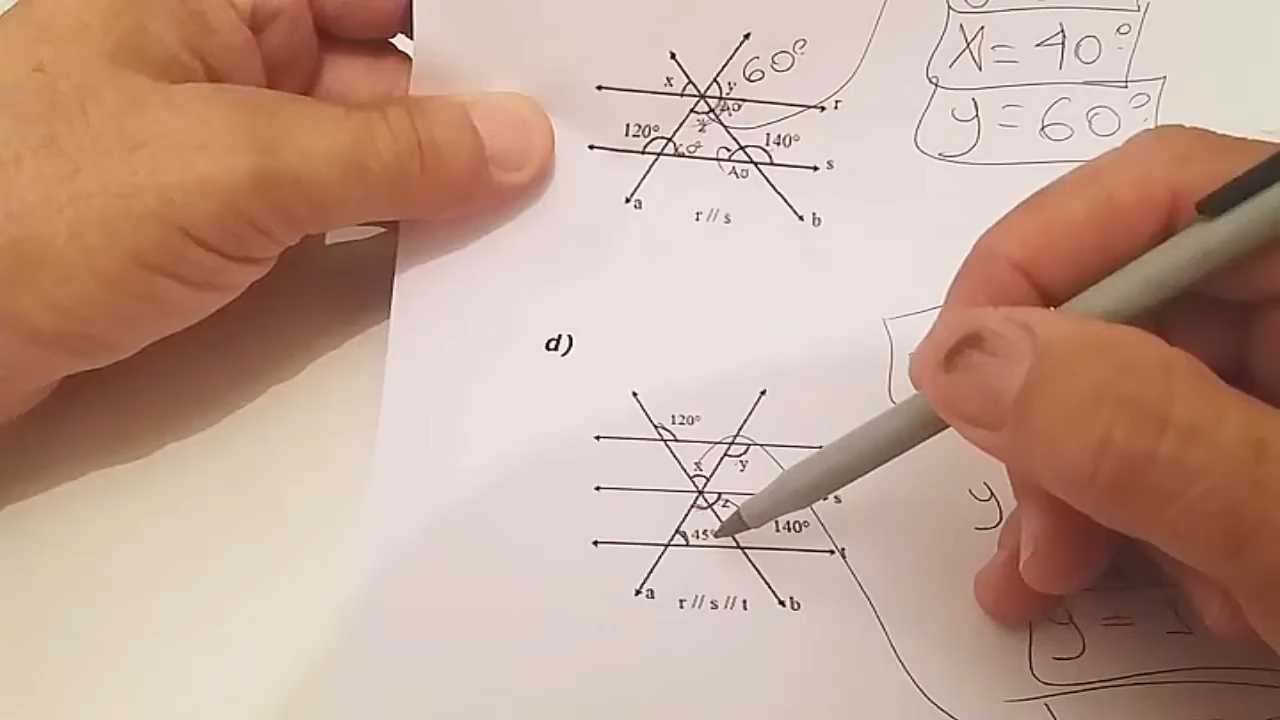 X = 40°
y = 60°
60°
x y
r
z
120° 140°
s
a b
r // s
d)
120°
x y
z s
140°
45°
t
a b
r // s // t
y
y =